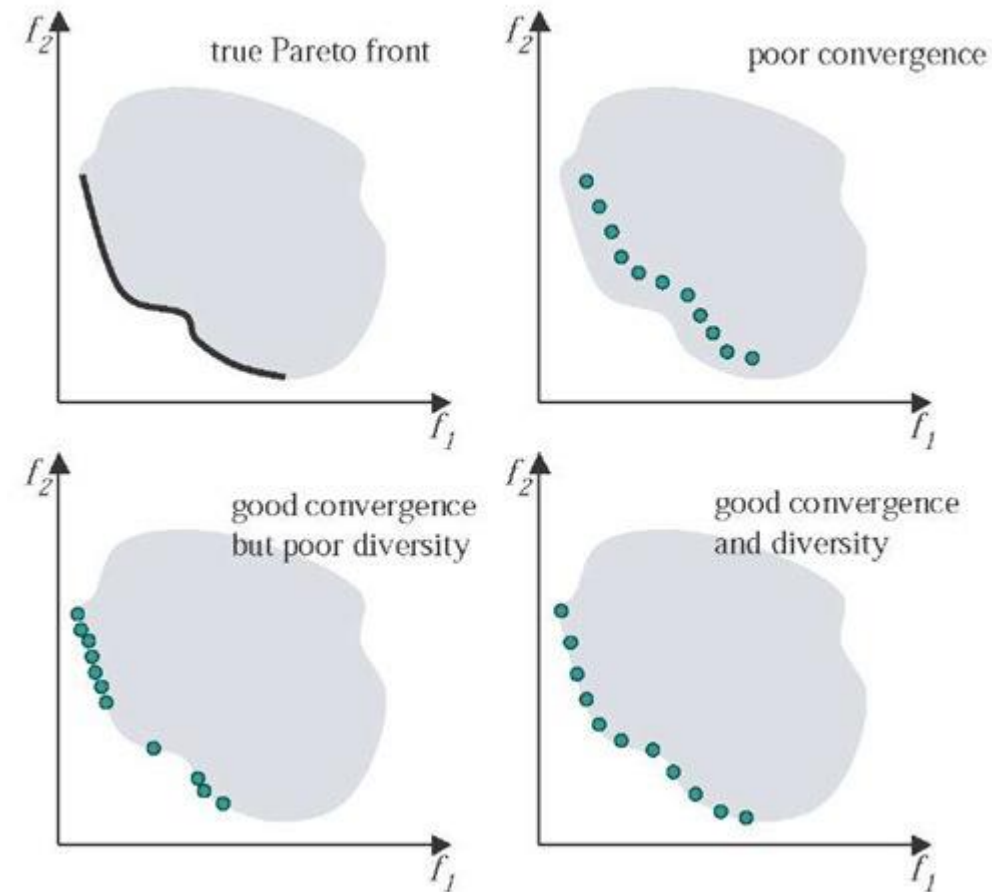 f2
true Pareto front
f1
f2
poor convergence
f1
f2
good convergence
but poor diversity
f1
f2
good convergence
and diversity
f1